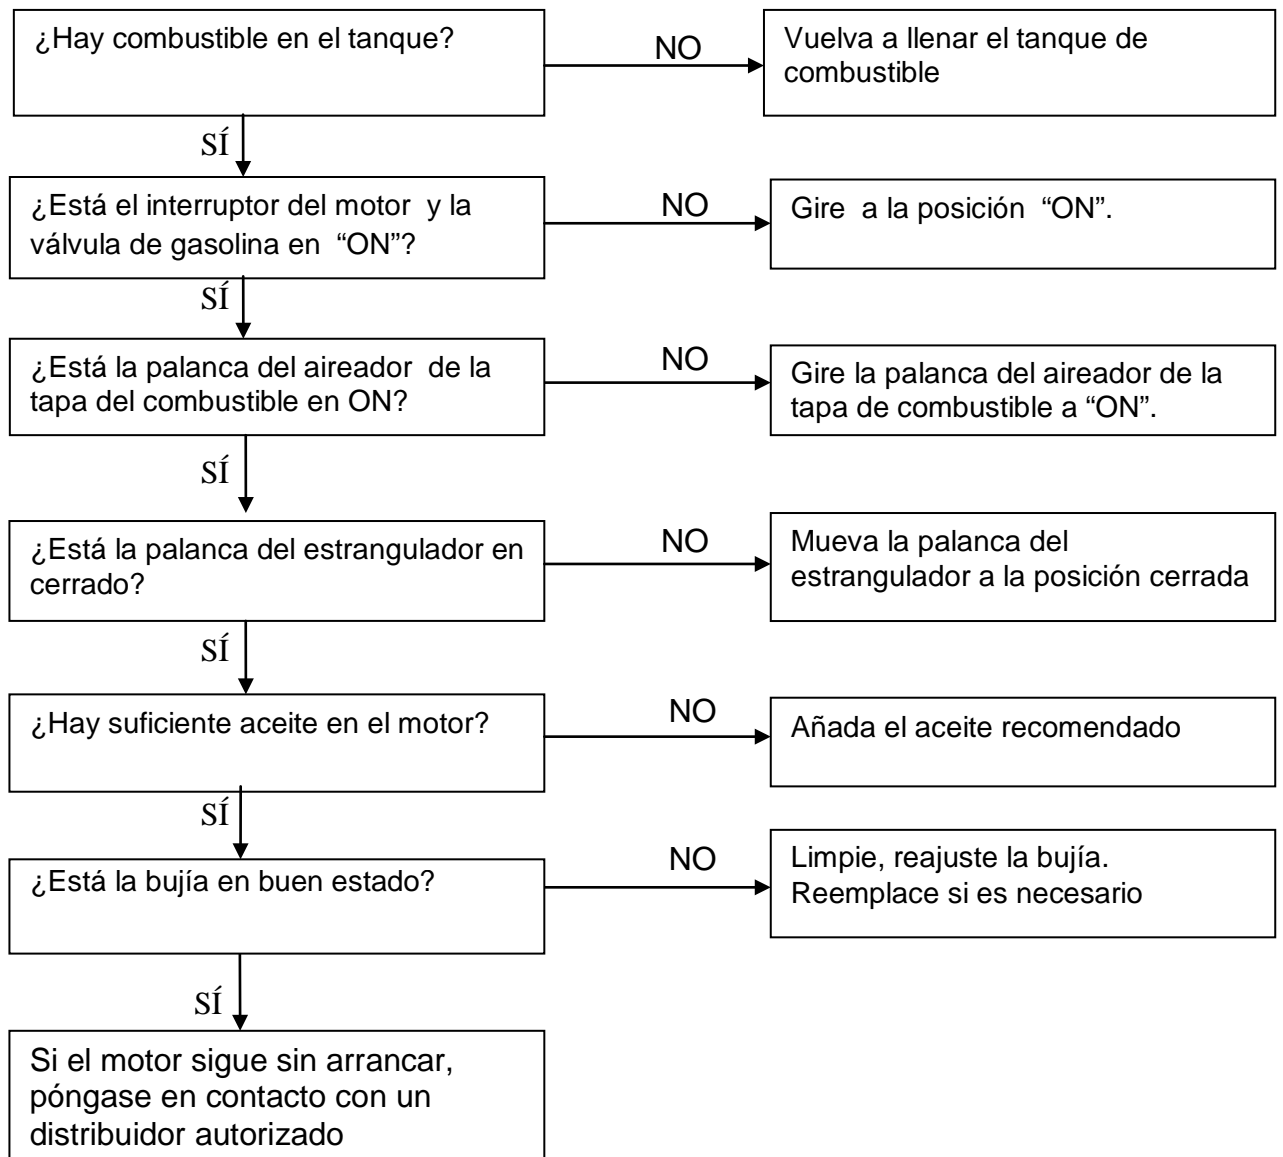 ¿Hay combustible en el tanque?
NO
Vuelva a llenar el tanque de
combustible
SÍ
¿Está el interruptor del motor y la
válvula de gasolina en “ON”?
NO
Gire a la posición “ON”.
SÍ
¿Está la palanca del aireador de la
tapa del combustible en ON?
NO
Gire la palanca del aireador de la
tapa de combustible a “ON”.
SÍ
¿Está la palanca del estrangulador en
cerrado?
NO
Mueva la palanca del
estrangulador a la posición cerrada
SÍ
¿Hay suficiente aceite en el motor?
NO
Añada el aceite recomendado
SÍ
¿Está la bujía en buen estado?
NO
Limpie, reajuste la bujía.
Reemplace si es necesario
SÍ
Si el motor sigue sin arrancar,
póngase en contacto con un
distribuidor autorizado